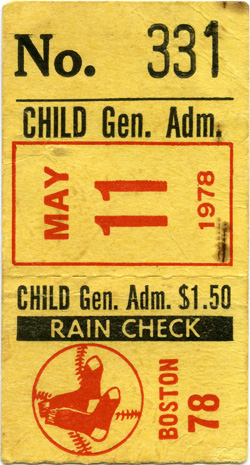 No. 331
CHILD Gen. Adm.
MAY 11 1978
CHILD Gen. Adm. $1.50
RAIN CHECK
BOSTON 78